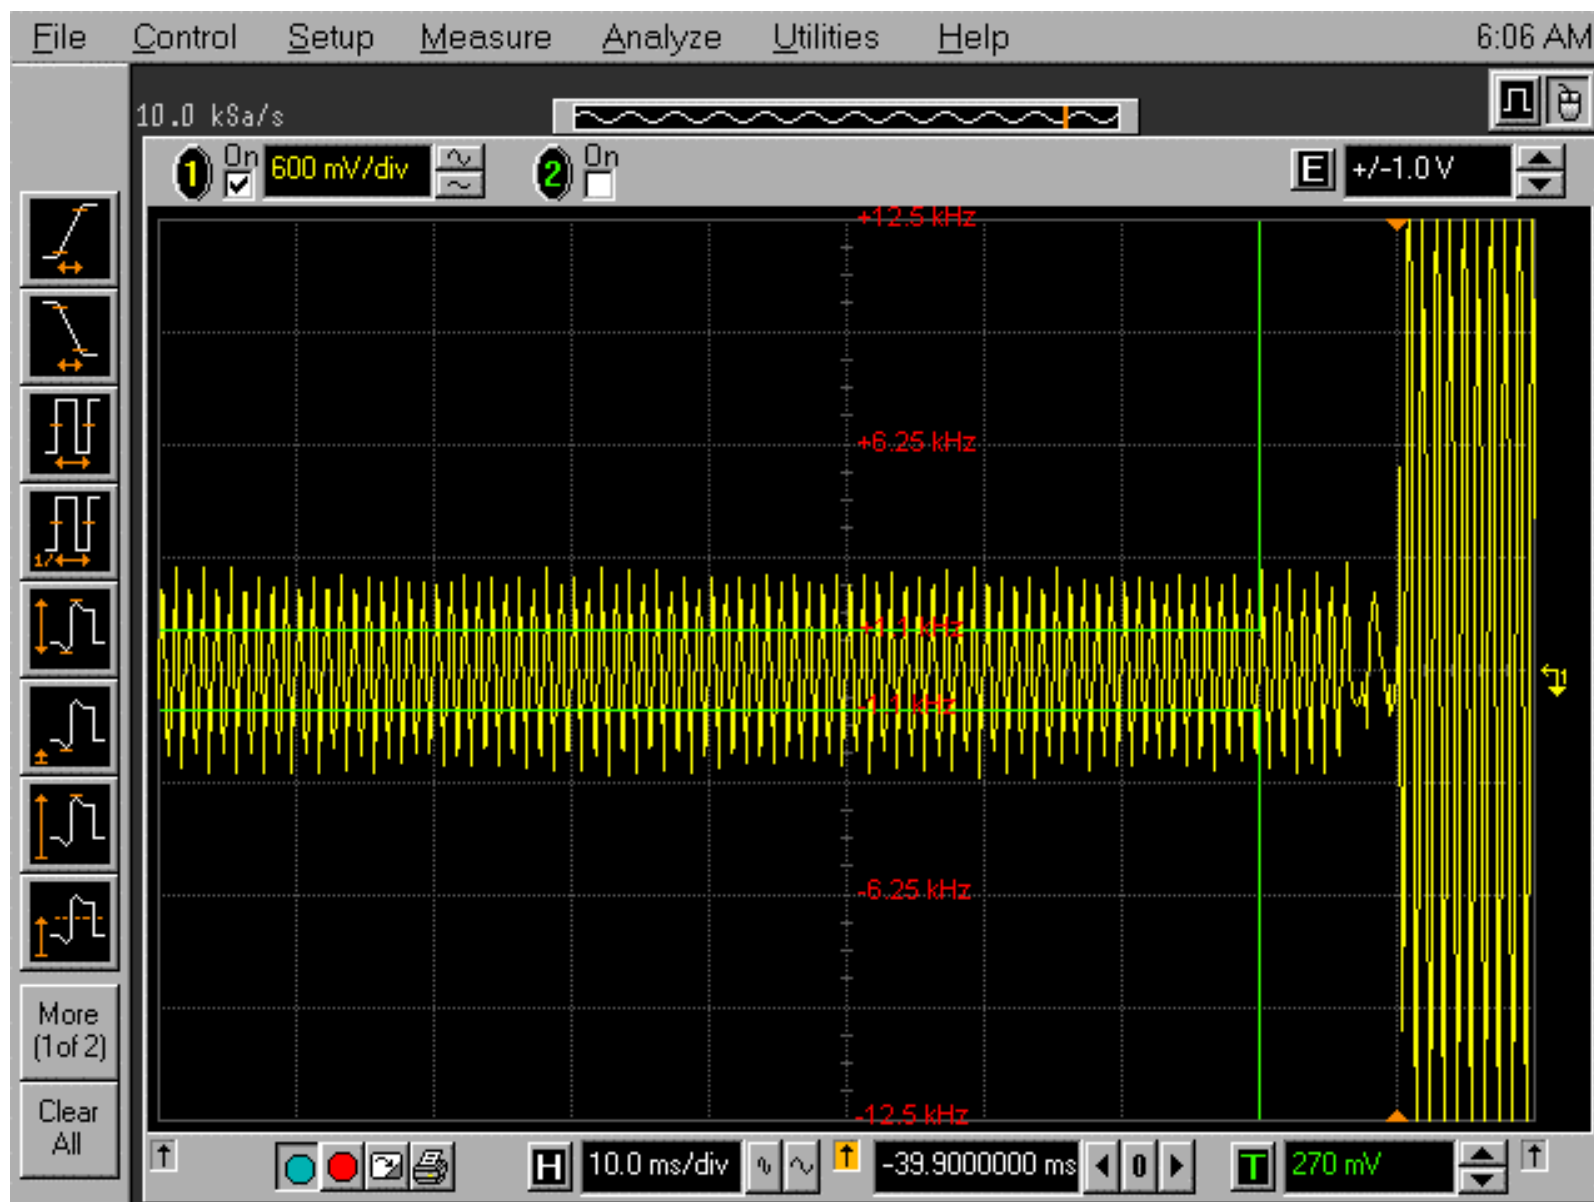 File Control Setup Measure Analyze Utilities Help 6:06 AM
10.0 kSa/s
1 On 600 mV/div 2 On E +/-1.0 V
+12.5 kHz
+6.25 kHz
1/
+1.1 kHz
-1.1 kHz
-6.25 kHz
More
(1of 2)
-12.5 kHz
Clear
All
H 10.0 ms/div -39.9000000 ms 0 T 270 mV